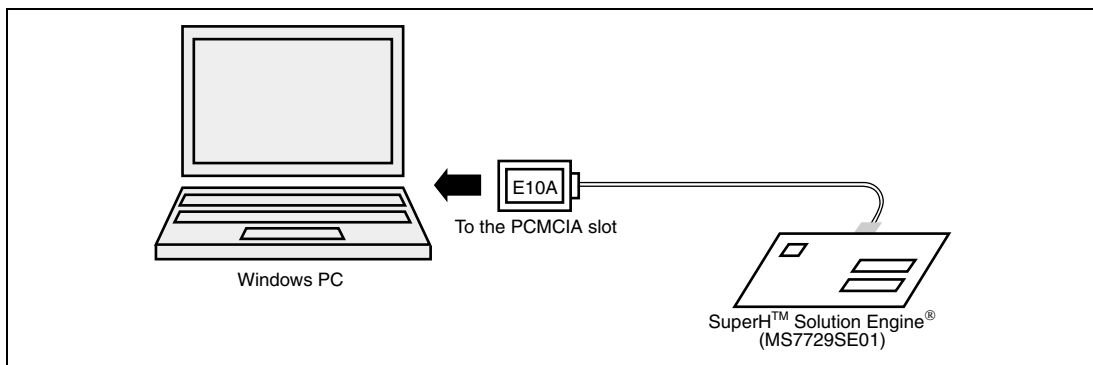 E10A
To the PCMCIA slot
Windows PC
SuperH™ Solution Engine®
(MS7729SE01)